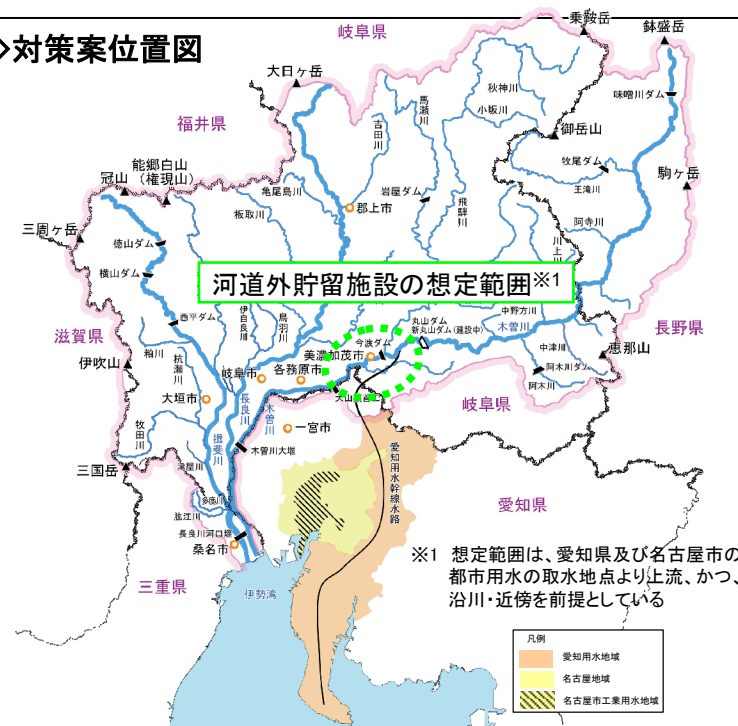 対策案位置図
岐阜県
乗鞍岳
鉢盛岳
大日ヶ岳
秋神川
馬瀬川
小坂川
味噌川ダム
福井県
吉田川
御岳山
能郷白山
(権現山)
冠山
牧尾ダム
王滝川
駒ヶ岳
亀尾島川
岩屋ダム
飛騨川
板取川
郡上市
阿寺川
三周ヶ岳
徳山ダム
川上川
横山ダム
河道外貯留施設の想定範囲※1
西平ダム
伊自良川
鳥羽川
丸山ダム
新丸山ダム(建設中)
中野方川
木曽川
長野県
滋賀県
粕川
今渡ダム
美濃加茂市
中津川
恵那山
伊吹山
杭瀬川
岐阜市
各務原市
阿木川ダム
阿木川
大垣市
長良川
木曽川
岐阜県
揖斐川
牧田川
一宮市
木曽川大堰
愛知用水幹線水路
三国岳
津屋川
多度川
肱江川
愛知県
長良川河口堰
桑名市
三重県
伊勢湾
※1 想定範囲は、愛知県及び名古屋市の
都市用水の取水地点より上流、かつ、
沿川・近傍を前提としている
凡例
愛知用水地域
名古屋地域
名古屋市工業用水地域